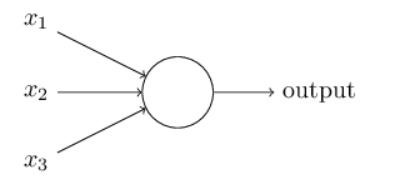 x₁
x₂ output
x₃